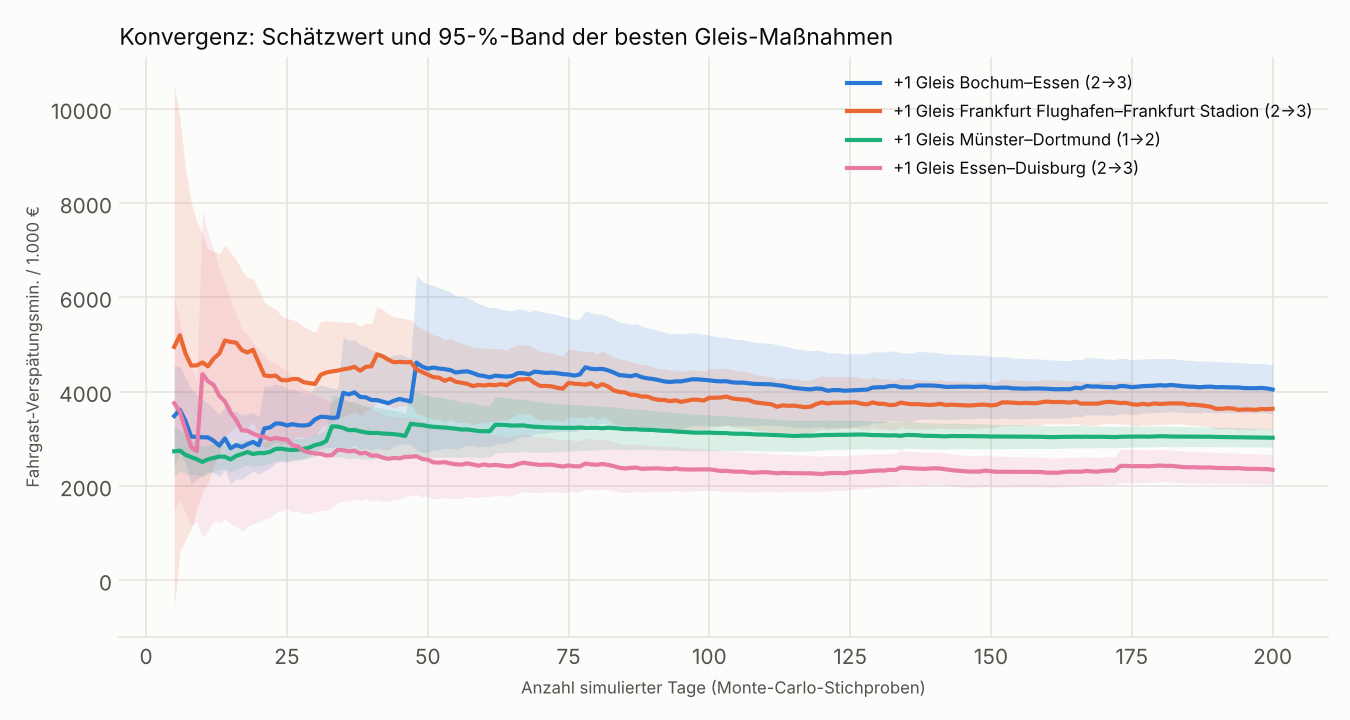 Konvergenz: Schätzwert und 95-%-Band der besten Gleis-Maßnahmen
+1 Gleis Bochum–Essen (2→3)
+1 Gleis Frankfurt Flughafen–Frankfurt Stadion (2→3)
+1 Gleis Münster–Dortmund (1→2)
+1 Gleis Essen–Duisburg (2→3)
Fahrgast-Verspätungsmin. / 1.000 €
10000
8000
6000
4000
2000
0
0 25 50 75 100 125 150 175 200
Anzahl simulierter Tage (Monte-Carlo-Stichproben)